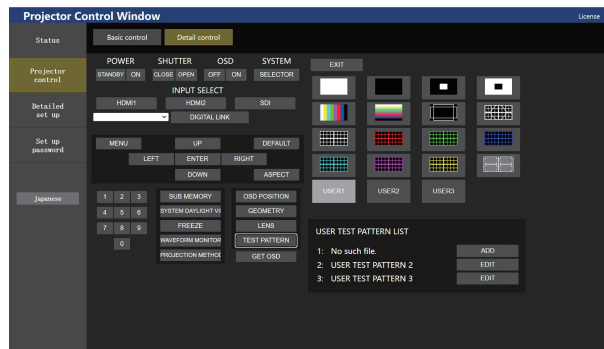 Projector Control Window
License
Status
Projector
control
Detailed
set up
Set up
password
Japanese
Basic control
Detail control
POWER SHUTTER OSD SYSTEM
STANDBY ON CLOSE OPEN OFF ON SELECTOR
INPUT SELECT
HDMI1 HDMI2 SDI
DIGITAL LINK
MENU UP DEFAULT
LEFT ENTER RIGHT
DOWN ASPECT
1 2 3
4 5 6
7 8 9
0
SUB MEMORY
SYSTEM DAYLIGHT VI
FREEZE
WAVEFORM MONITOR
PROJECTION METHOD
OSD POSITION
GEOMETRY
LENS
TEST PATTERN
GET OSD
EXIT
USER1 USER2 USER3
USER TEST PATTERN LIST
1: No such file. ADD
2: USER TEST PATTERN 2 EDIT
3: USER TEST PATTERN 3 EDIT